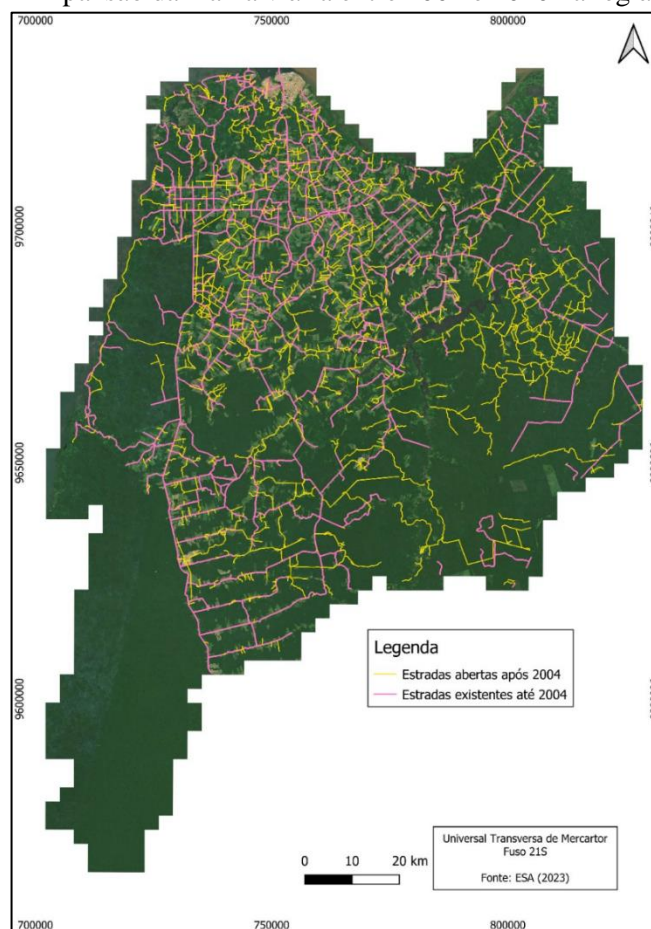 700000 750000 800000
9700000
9650000
9600000
Legenda
Estradas abertas após 2004
Estradas existentes até 2004
Universal Transversa de Mercartor
Fuso 21S
Fonte: ESA (2023)
0 10 20 km
700000 750000 800000